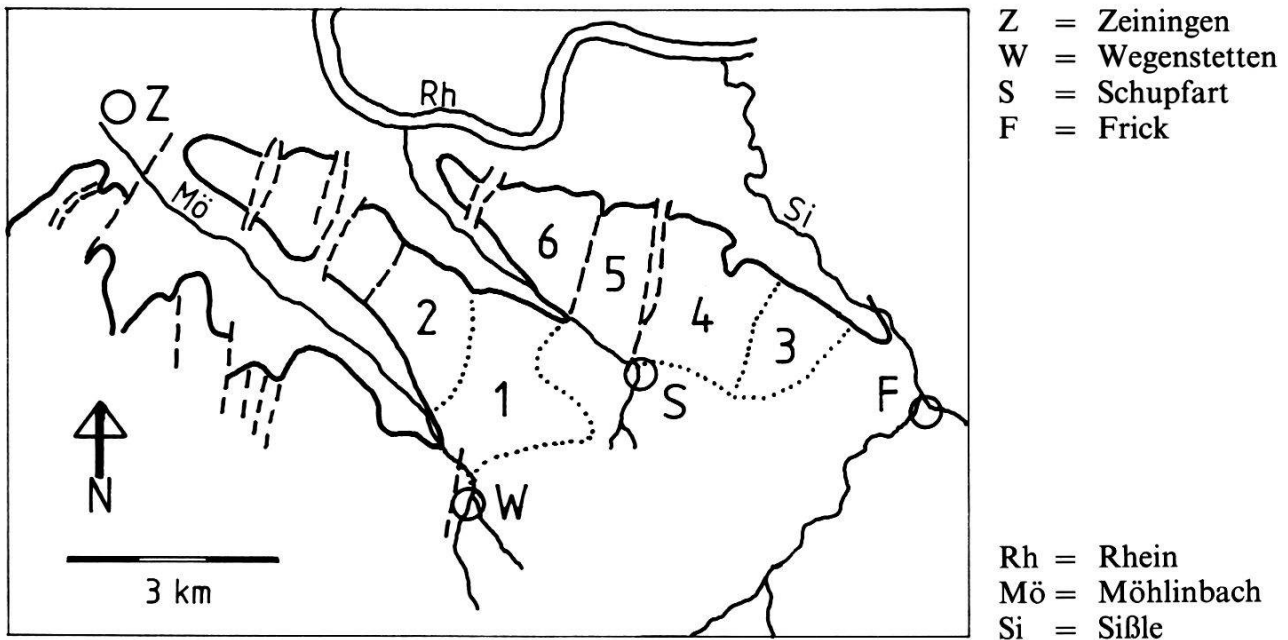 Z = Zeiningen
W = Wegenstetten
S = Schupfart
F = Frick
Rh
Z
Mö
Si
6
5
2
4
3
1
S
F
N
W
3 km
Rh = Rhein
Mö = Möhlinbach
Si = Sißle